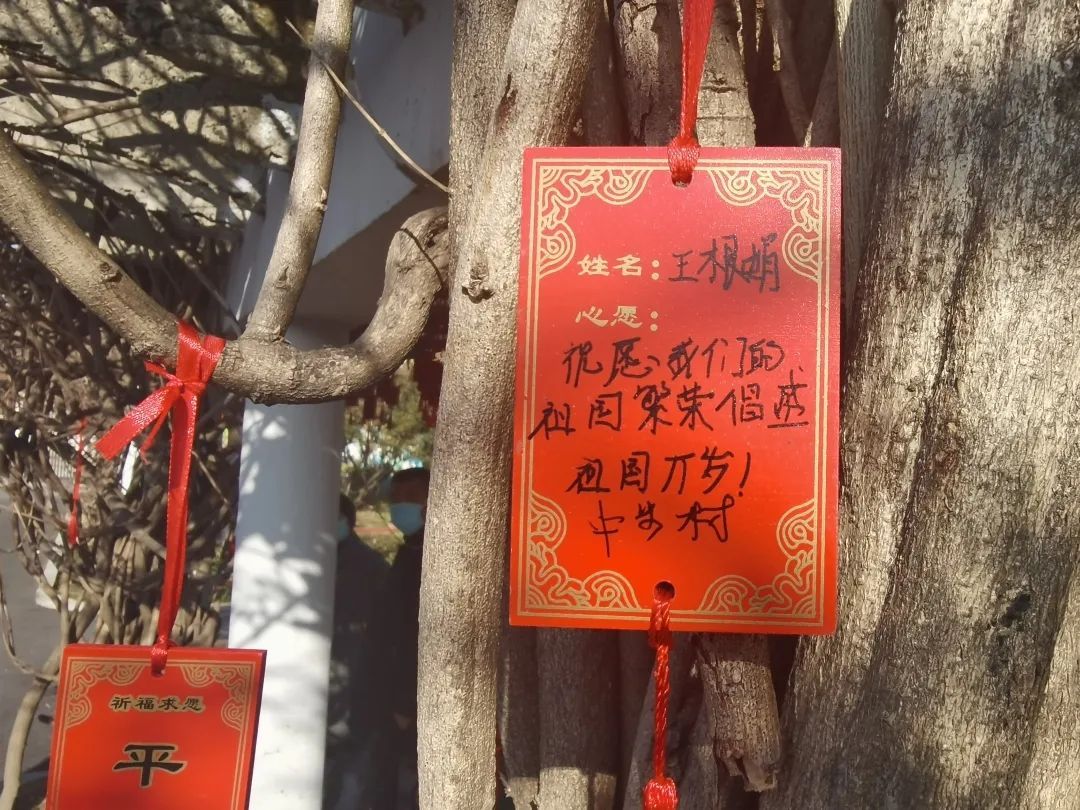 姓名：王根娟
心愿：
祝愿我们的
祖国繁荣倡盛
祖国万岁！
中步村
祈福求愿
平